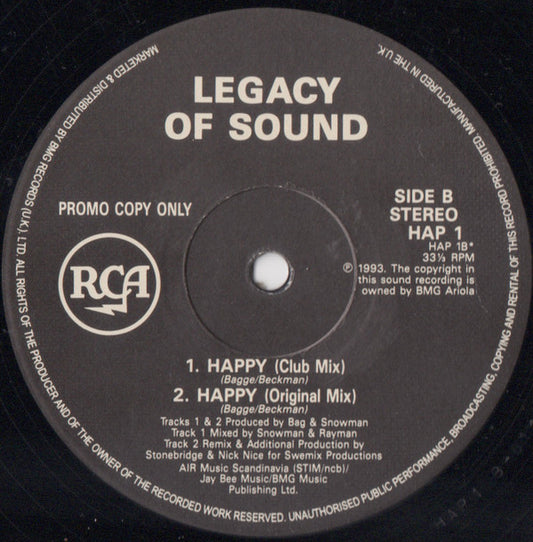 LEGACY
OF SOUND
PROMO COPY ONLY
RCA
SIDE B
STEREO
HAP 1
HAP 1B*
33⅓ RPM
℗ 1993. The copyright in
this sound recording is
owned by BMG Ariola
1. HAPPY (Club Mix)
(Bagge/Beckman)
2. HAPPY (Original Mix)
(Bagge/Beckman)
Tracks 1 & 2 Produced by Bag & Snowman
Track 1 Mixed by Snowman & Rayman
Track 2 Remix & Additional Production by
Stonebridge & Nick Nice for Swemix Productions
AIR Music Scandinavia (STIM/ncb)/
Jay Bee Music/BMG Music
Publishing Ltd.
MARKETED & DISTRIBUTED BY BMG RECORDS (U.K.) LTD. ALL RIGHTS OF THE PRODUCER AND OF THE OWNER OF THE RECORDED WORK RESERVED. UNAUTHORISED PUBLIC PERFORMANCE, BROADCASTING, COPYING AND RENTAL OF THIS RECORD PROHIBITED. MANUFACTURED IN THE U.K.
HAP1